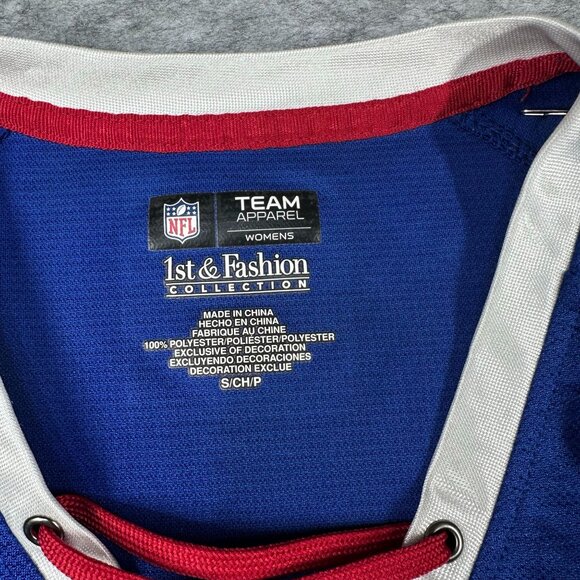 NFL
TEAM
APPAREL
WOMENS
1st & Fashion
COLLECTION
MADE IN CHINA
HECHO EN CHINA
FABRIQUE AU CHINE
100% POLYESTER/POLIÉSTER/POLYESTER
EXCLUSIVE OF DECORATION
EXCLUYENDO DECORACIONES
DECORATION EXCLUE
S/CH/P